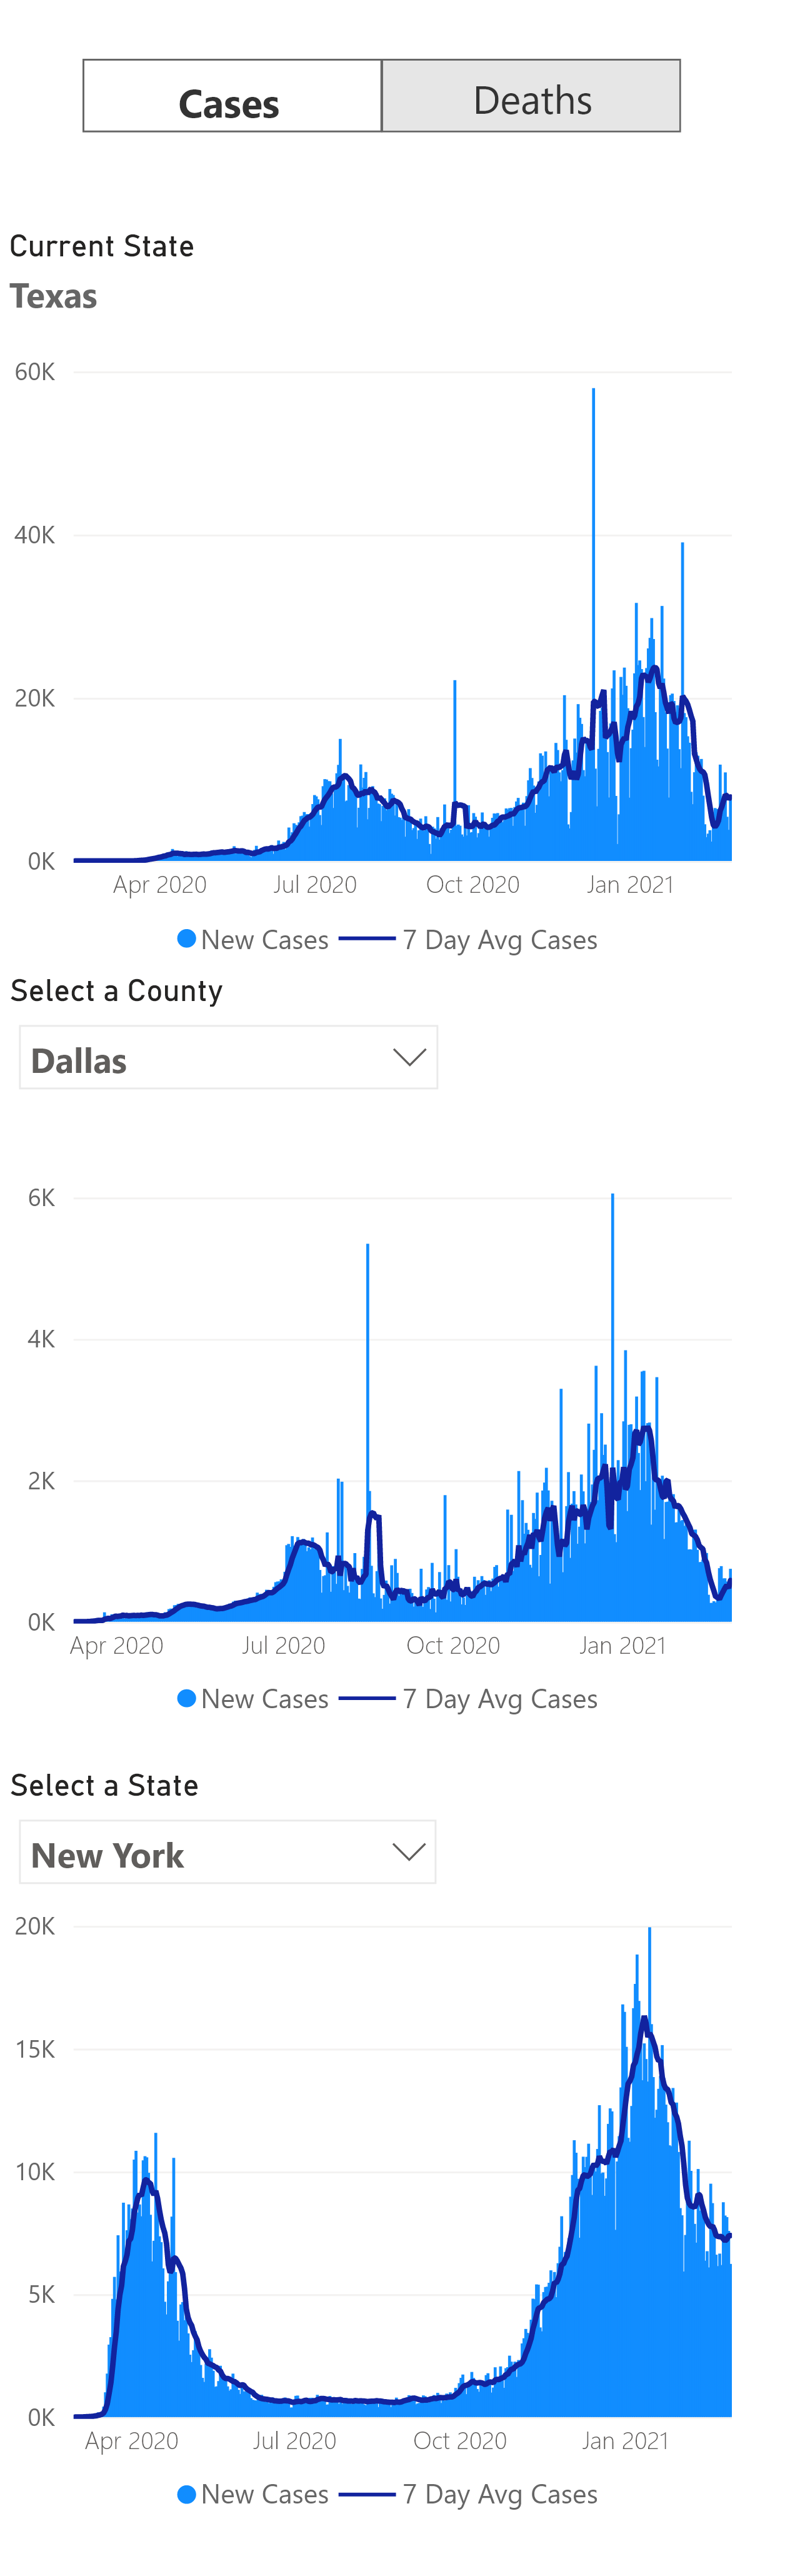 Cases Deaths
Current State
Texas
60K
40K
20K
0K
Apr 2020 Jul 2020 Oct 2020 Jan 2021
New Cases 7 Day Avg Cases
Select a County
Dallas
6K
4K
2K
0K
Apr 2020 Jul 2020 Oct 2020 Jan 2021
New Cases 7 Day Avg Cases
Select a State
New York
20K
15K
10K
5K
0K
Apr 2020 Jul 2020 Oct 2020 Jan 2021
New Cases 7 Day Avg Cases